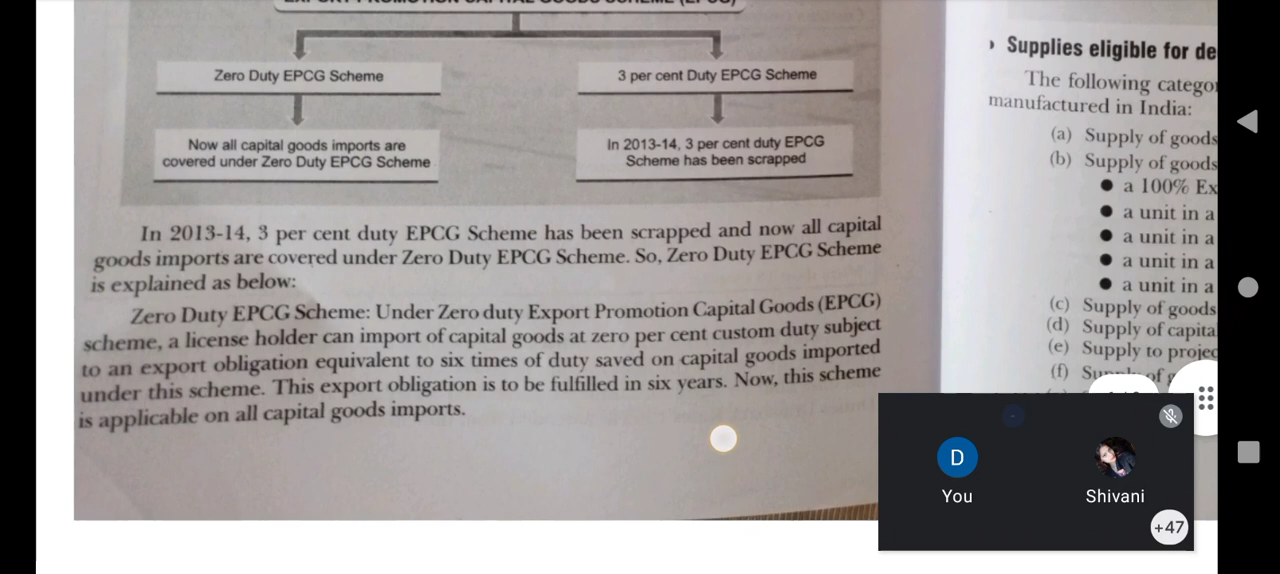 EXPORT PROMOTION CAPITAL GOODS SCHEME (EPCG)
Zero Duty EPCG Scheme
3 per cent Duty EPCG Scheme
Now all capital goods imports are
covered under Zero Duty EPCG Scheme
In 2013-14, 3 per cent duty EPCG
Scheme has been scrapped
In 2013-14, 3 per cent duty EPCG Scheme has been scrapped and now all capital
goods imports are covered under Zero Duty EPCG Scheme. So, Zero Duty EPCG Scheme
is explained as below:
Zero Duty EPCG Scheme: Under Zero duty Export Promotion Capital Goods (EPCG)
scheme, a license holder can import of capital goods at zero per cent custom duty subject
to an export obligation equivalent to six times of duty saved on capital goods imported
under this scheme. This export obligation is to be fulfilled in six years. Now, this scheme
is applicable on all capital goods imports.
Supplies eligible for de
The following catego
manufactured in India:
(a) Supply of goods
(b) Supply of goods
● a 100% Ex
● a unit in a
● a unit in a
● a unit in a
● a unit in a
(c) Supply of goods
(d) Supply of capita
(e) Supply to projec
(f) Supply of g
D
You
Shivani
+47